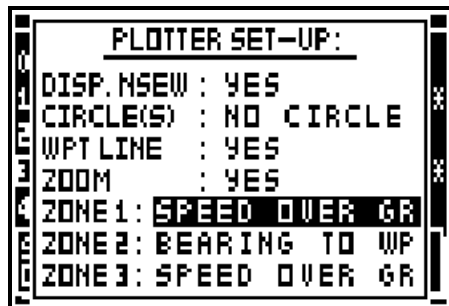 PLOTTER SET-UP:
DISP. NSEW : YES
CIRCLE(S) : NO CIRCLE
WPT LINE : YES
ZOOM : YES
ZONE 1: SPEED OVER GR
ZONE 2: BEARING TO WP
ZONE 3: SPEED OVER GR